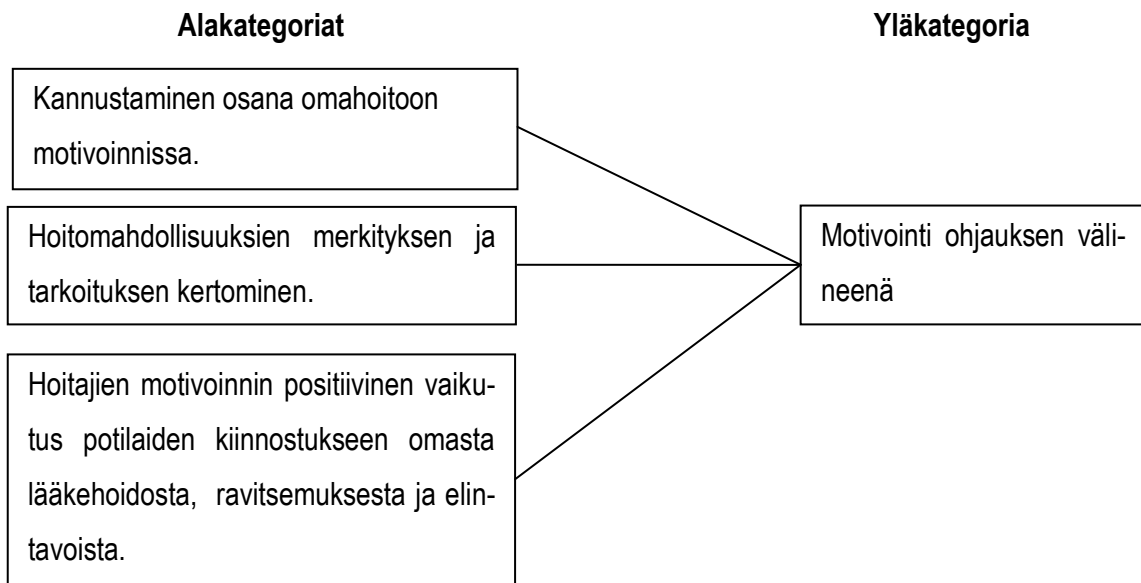 Alakategoriat
Yläkategoria
Kannustaminen osana omahoitoon
motivoinnissa.
Hoitomahdollisuuksien merkityksen ja
tarkoituksen kertominen.
Hoitajien motivoinnin positiivinen vaiku-
tus potilaiden kiinnostukseen omasta
lääkehoidosta, ravitsemuksesta ja elin-
tavoista.
Motivointi ohjauksen väli-
neenä